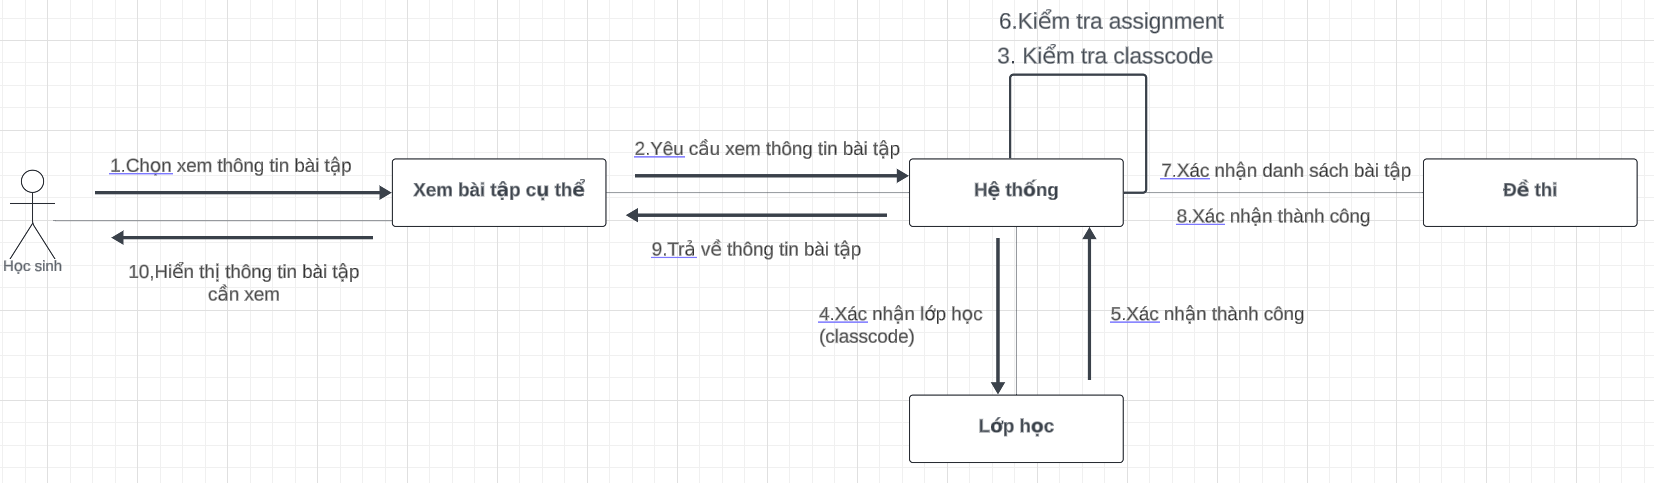 6.Kiểm tra assignment
3. Kiểm tra classcode
1.Chọn xem thông tin bài tập
2.Yêu cầu xem thông tin bài tập
7.Xác nhận danh sách bài tập
Xem bài tập cụ thể
Hệ thống
Đề thi
8.Xác nhận thành công
Học sinh
9.Trả về thông tin bài tập
10,Hiển thị thông tin bài tập
cần xem
4.Xác nhận lớp học
(classcode)
5.Xác nhận thành công
Lớp học